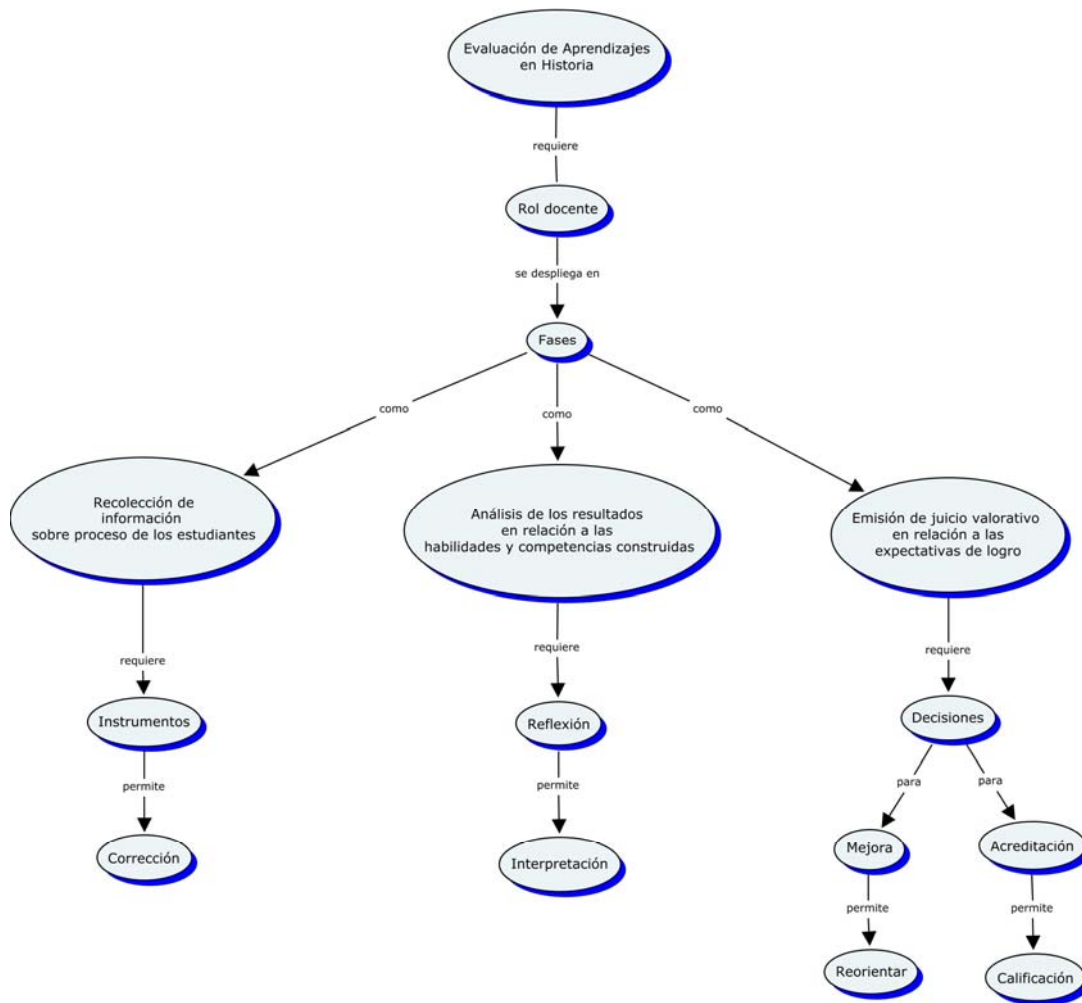 Evaluación de Aprendizajes
en Historia
requiere
Rol docente
se despliega en
Fases
como
como
como
Recolección de
información
sobre proceso de los estudiantes
Análisis de los resultados
en relación a las
habilidades y competencias construidas
Emisión de juicio valorativo
en relación a las
expectativas de logro
requiere
requiere
requiere
Instrumentos
Reflexión
Decisiones
permite
permite
para
para
Corrección
Interpretación
Mejora
Acreditación
permite
permite
Reorientar
Calificación